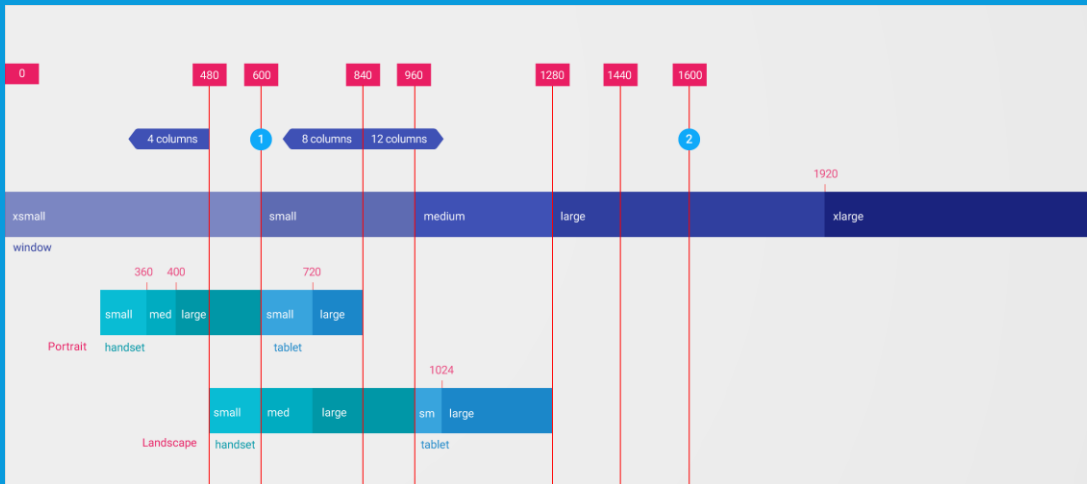 0 480 600 840 960 1280 1440 1600
4 columns 1 8 columns 12 columns 2
1920
xsmall small medium large xlarge
window
360 400 720
small med large small large
Portrait handset tablet
1024
small med large sm large
Landscape handset tablet